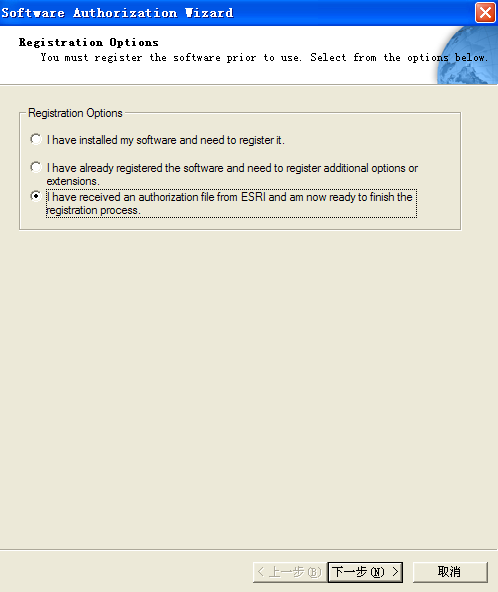 Software Authorization Wizard
Registration Options
You must register the software prior to use. Select from the options below.
Registration Options
I have installed my software and need to register it.
I have already registered the software and need to register additional options or
extensions.
I have received an authorization file from ESRI and am now ready to finish the
registration process.
< 上一步(B) 下一步(N) > 取消